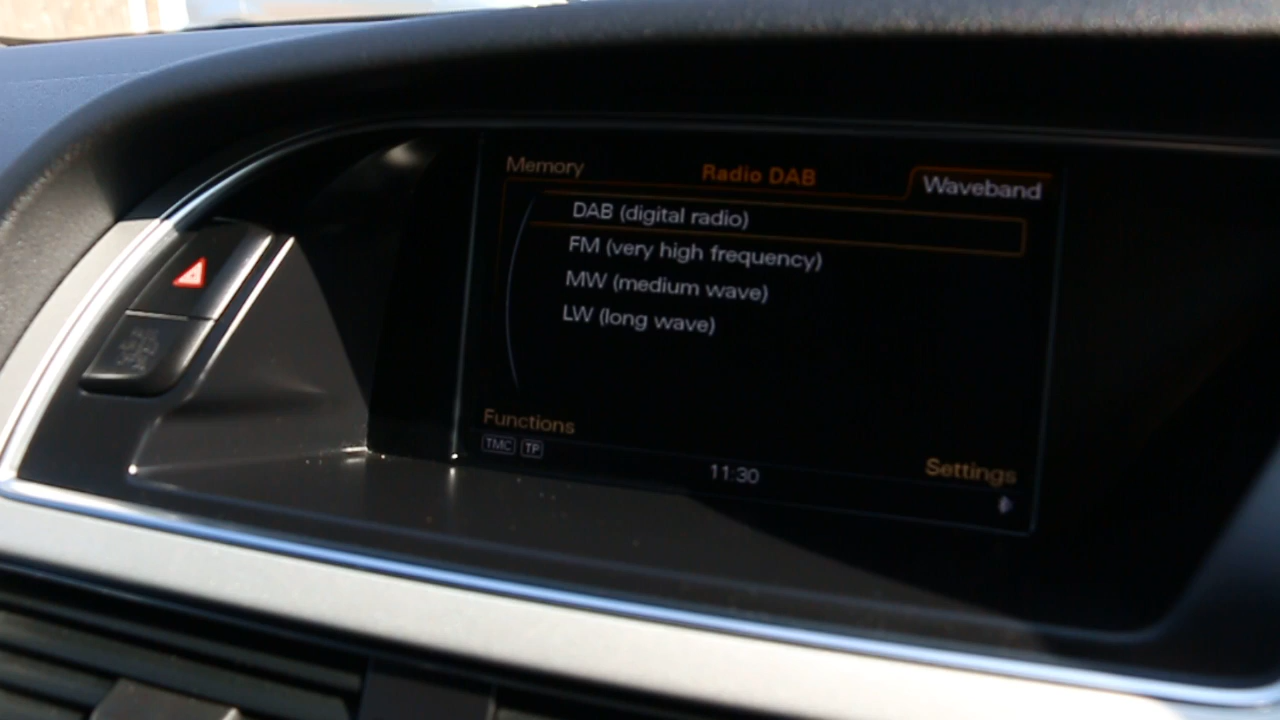 Memory Radio DAB Waveband
DAB (digital radio)
FM (very high frequency)
MW (medium wave)
LW (long wave)
Functions
TMC TP 11:30 Settings